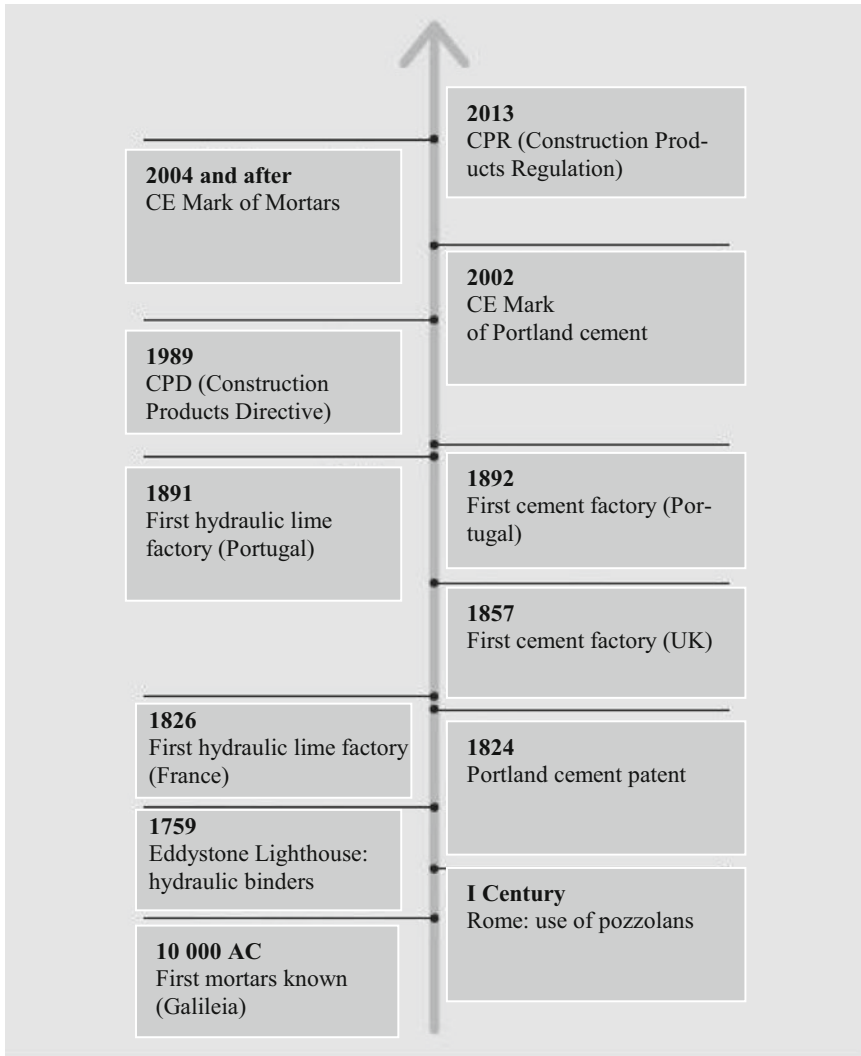 2013
CPR (Construction Prod-
ucts Regulation)
2004 and after
CE Mark of Mortars
2002
CE Mark
of Portland cement
1989
CPD (Construction
Products Directive)
1892
First cement factory (Por-
tugal)
1891
First hydraulic lime
factory (Portugal)
1857
First cement factory (UK)
1826
First hydraulic lime factory
(France)
1824
Portland cement patent
1759
Eddystone Lighthouse:
hydraulic binders
I Century
Rome: use of pozzolans
10 000 AC
First mortars known
(Galileia)